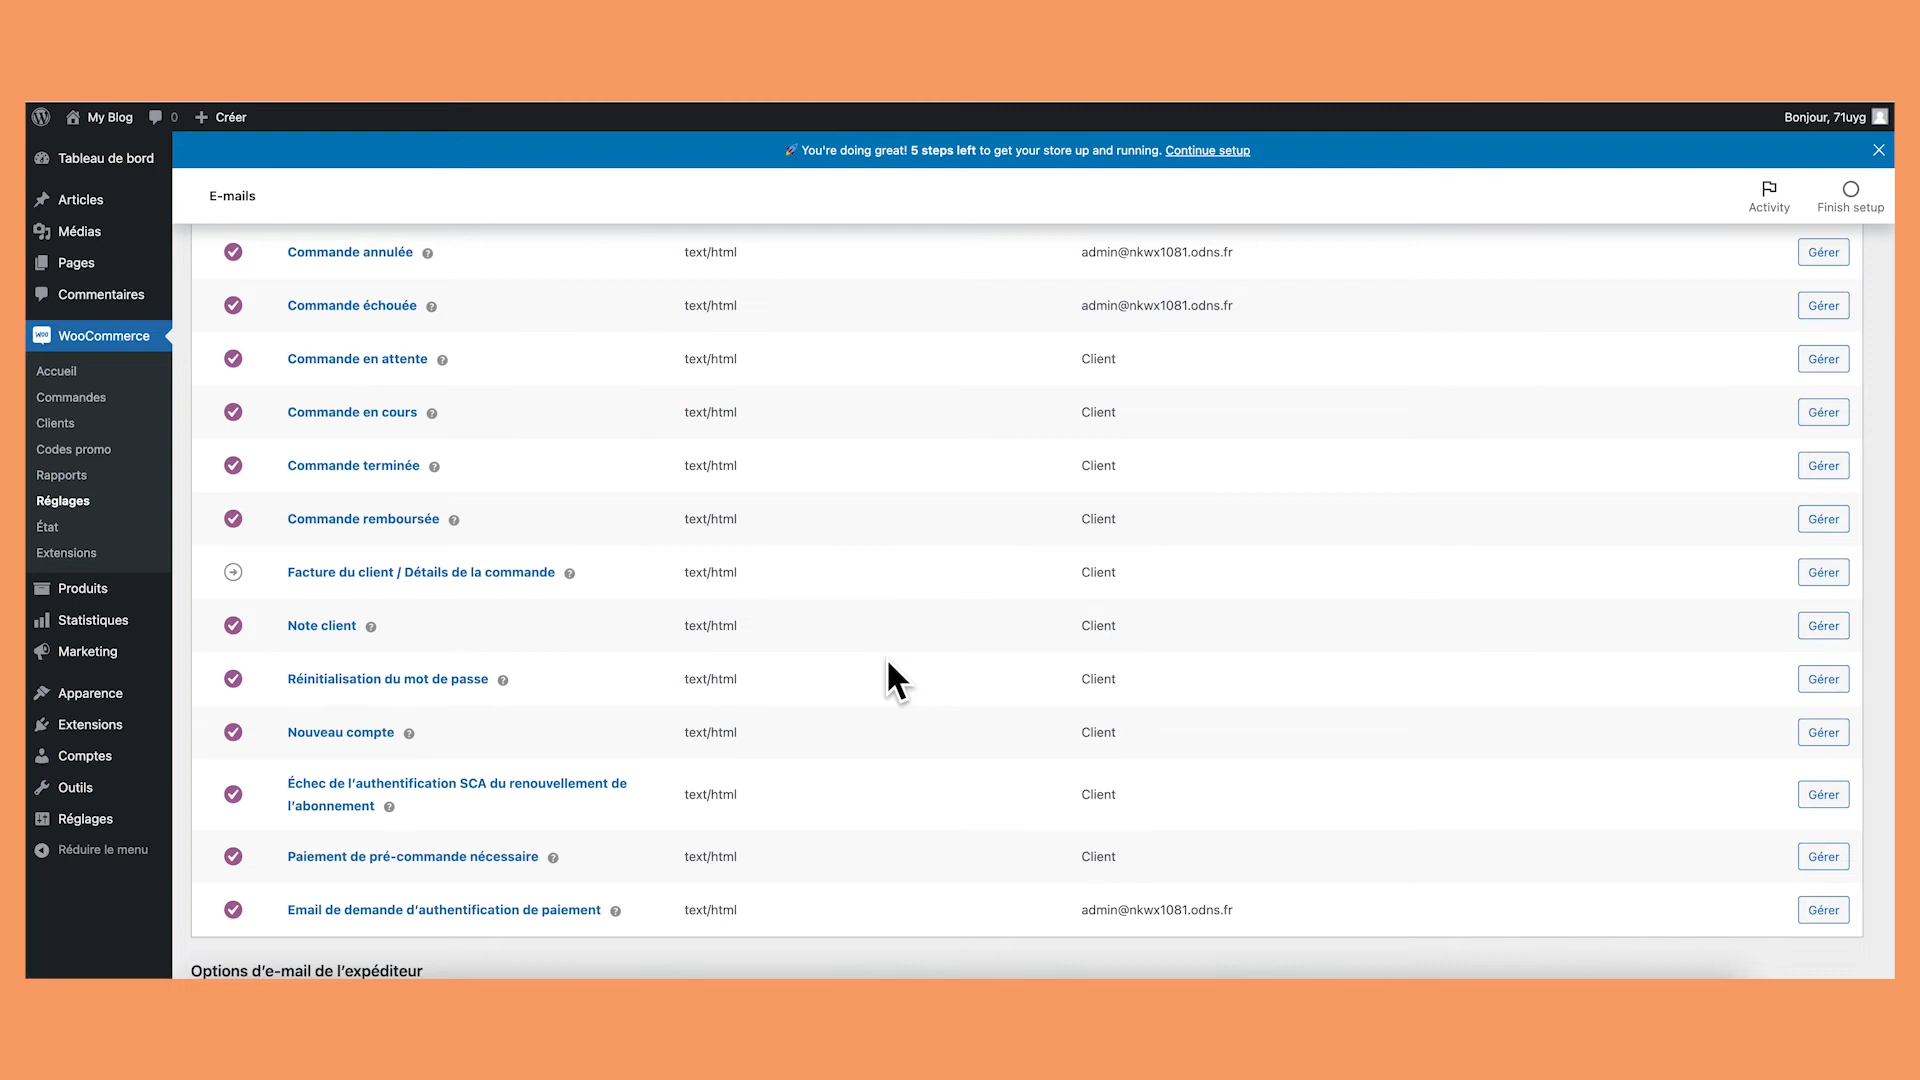 My Blog 0 Créer Bonjour, 71uyg
🚀 You're doing great! 5 steps left to get your store up and running. Continue setup
E-mails Activity Finish setup
Tableau de bord
Articles
Médias
Pages
Commentaires
WooCommerce
Accueil
Commandes
Clients
Codes promo
Rapports
Réglages
État
Extensions
Produits
Statistiques
Marketing
Apparence
Extensions
Comptes
Outils
Réglages
Réduire le menu
Commande annulée text/html admin@nkwx1081.odns.fr Gérer
Commande échouée text/html admin@nkwx1081.odns.fr Gérer
Commande en attente text/html Client Gérer
Commande en cours text/html Client Gérer
Commande terminée text/html Client Gérer
Commande remboursée text/html Client Gérer
Facture du client / Détails de la commande text/html Client Gérer
Note client text/html Client Gérer
Réinitialisation du mot de passe text/html Client Gérer
Nouveau compte text/html Client Gérer
Échec de l’authentification SCA du renouvellement de
l’abonnement text/html Client Gérer
Paiement de pré-commande nécessaire text/html Client Gérer
Email de demande d’authentification de paiement text/html admin@nkwx1081.odns.fr Gérer
Options d’e-mail de l’expéditeur